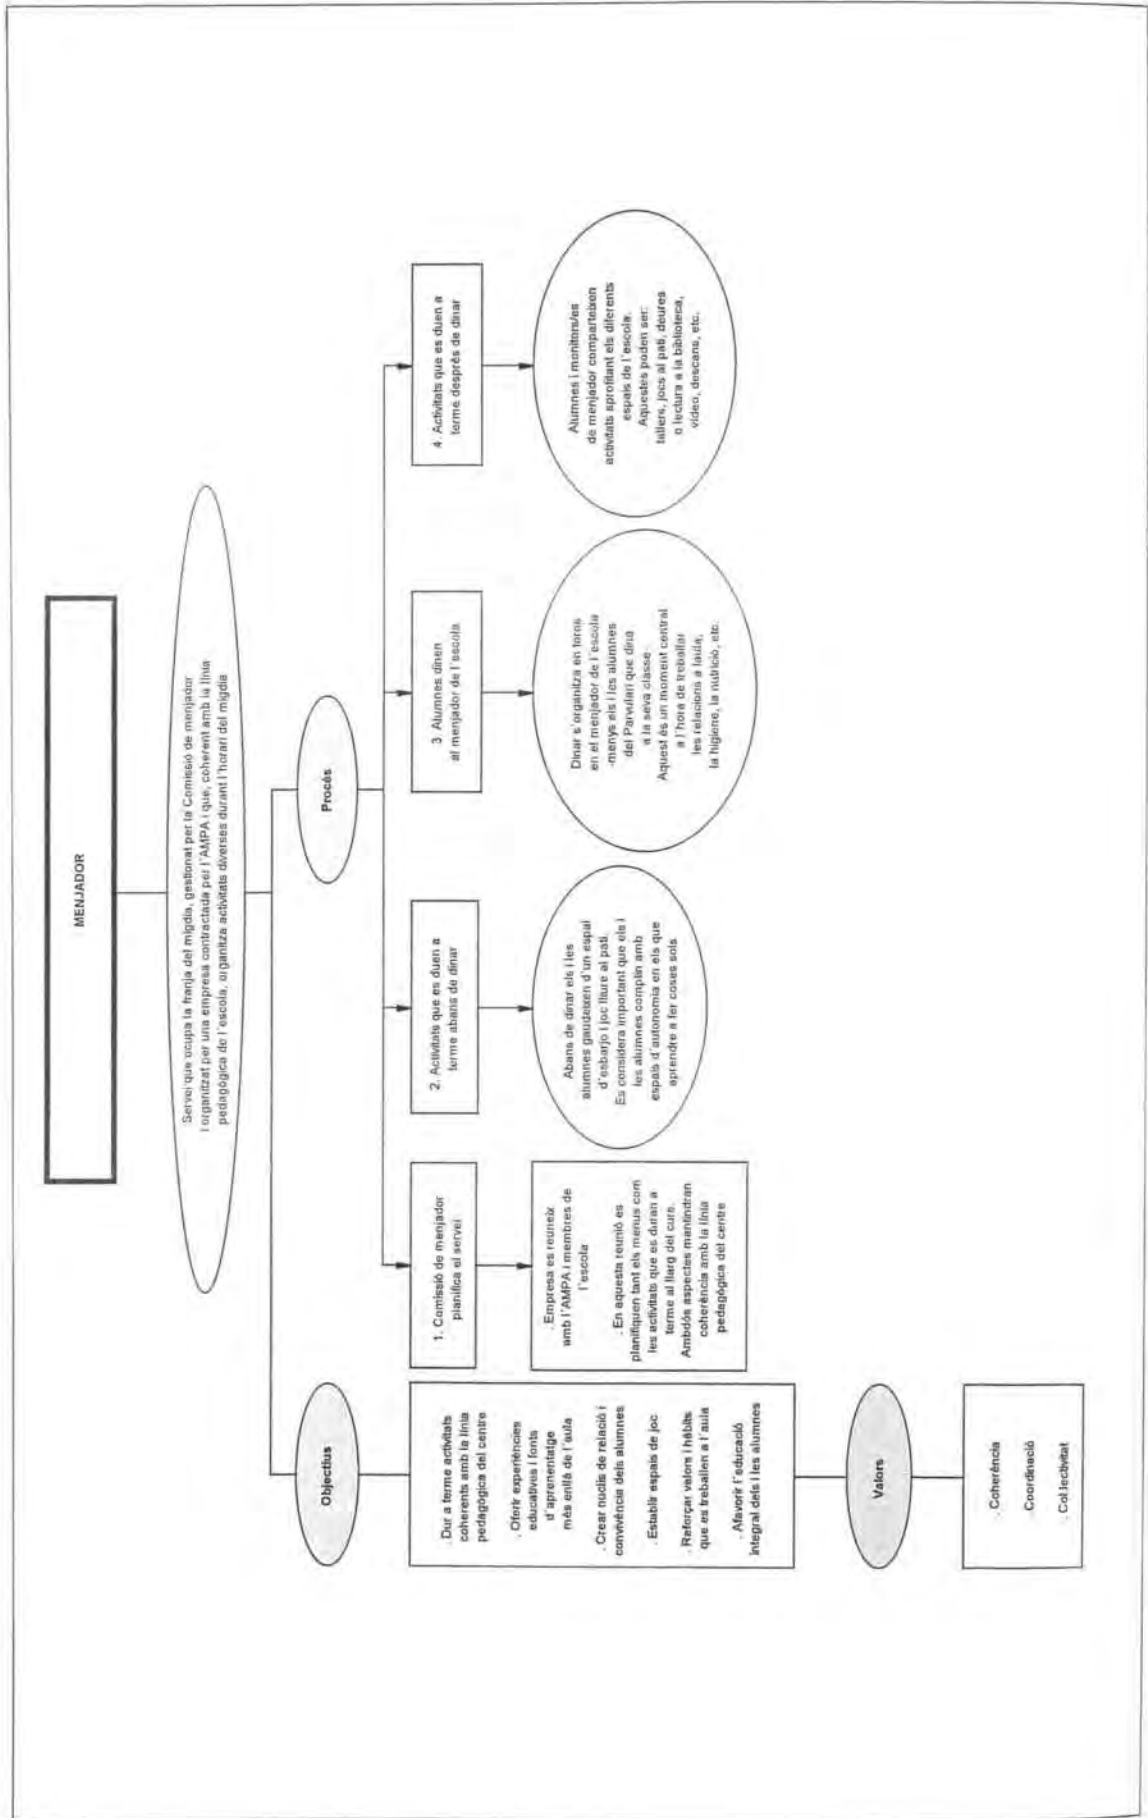 MENJADOR
Servei que ocupa la franja del migdia, gestionat per la Comissió de menjador
i organitzat per una empresa contractada per l'AMPA i que, coherent amb la línia
pedagògica de l'escola, organitza activitats diverses durant l'horari del migdia
Objectius
. Dur a terme activitats
coherents amb la línia
pedagògica del centre
. Oferir experiències
educatives i fonts
d'aprenentatge
més enllà de l'aula
. Crear nuclis de relació i
convivència dels alumnes
. Establir espais de joc
. Reforçar valors i hàbits
que es treballen a l'aula
. Afavorir l'educació
integral dels i les alumnes
Valors
. Coherència
Coordinació
. Col.lectivitat
Procés
1. Comissió de menjador
planifica el servei
. Empresa es reuneix
amb l'AMPA i membres de
l'escola
. En aquesta reunió es
planifiquen tant els menus com
les activitats que es duran a
terme al llarg del curs.
Ambdós aspectes mantindran
coherència amb la línia
pedagògica del centre
2. Activitats que es duen a
terme abans de dinar
Abans de dinar els i les
alumnes gaudeixen d'un espai
d'esbarjo i joc lliure al pati.
Es considera important que els i
les alumnes comptin amb
espais d'autonomia en els que
aprendre a fer coses sols
3 Alumnes dinen
al menjador de l'escola
Dinar s'organitza en torns
en el menjador de l'escola
-menys els i les alumnes
del Parvulari que dina
a la seva classe-
Aquest és un moment central
a l'hora de treballar
les relacions a laula,
la higiene, la nutrició, etc.
4. Activitats que es duen a
terme després de dinar
Alumnes i monitors/es
de menjador comparteixen
activitats aprofitant els diferents
espais de l'escola.
Aquestes poden ser:
tallers, jocs al pati, deures
o lectura a la biblioteca,
vídeo, descans, etc.